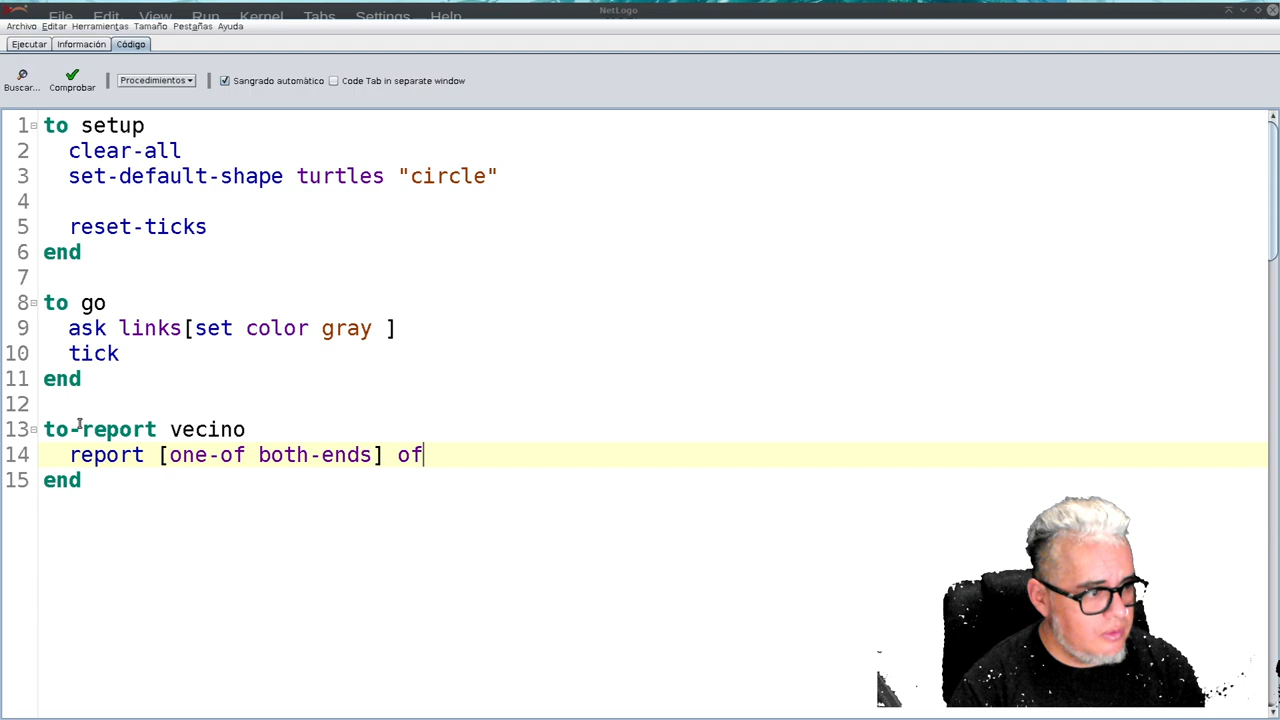 File Edit View Run Kernel Tabs Settings Help
NetLogo
Archivo Editar Herramientas Tamaño Pestañas Ayuda
Ejecutar Información Código
Buscar... Comprobar Procedimientos Sangrado automático Code Tab in separate window
1 to setup
2 clear-all
3 set-default-shape turtles "circle"
4
5 reset-ticks
6 end
7
8 to go
9 ask links[set color gray ]
10 tick
11 end
12
13 to-report vecino
14 report [one-of both-ends] of
15 end